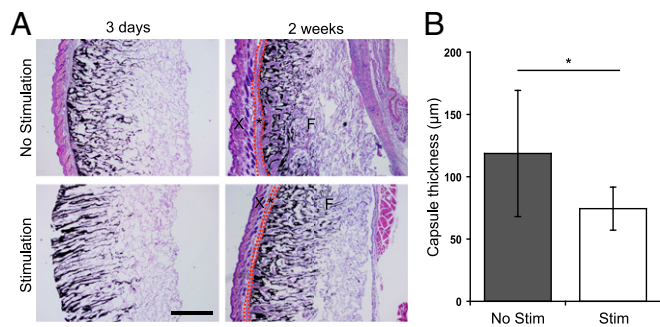 A
3 days
2 weeks
No Stimulation
X
*
F
Stimulation
X
*
F
B
Capsule thickness (µm)
200
150
100
50
0
*
No Stim
Stim